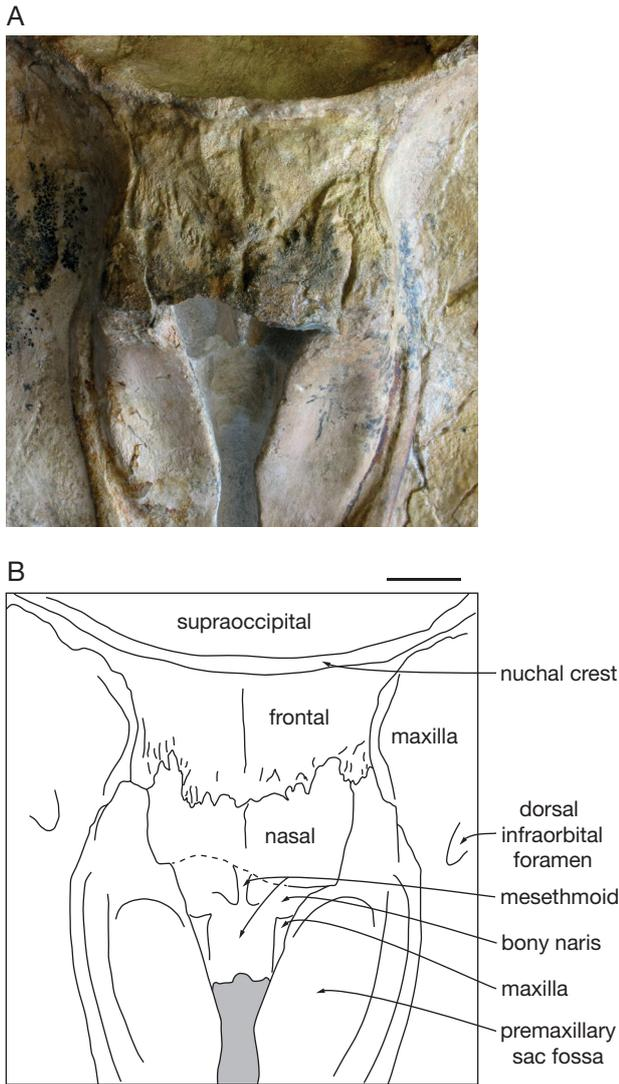 A
B
supraoccipital
nuchal crest
frontal
maxilla
dorsal
infraorbital
foramen
nasal
mesethmoid
bony naris
maxilla
premaxillary
sac fossa